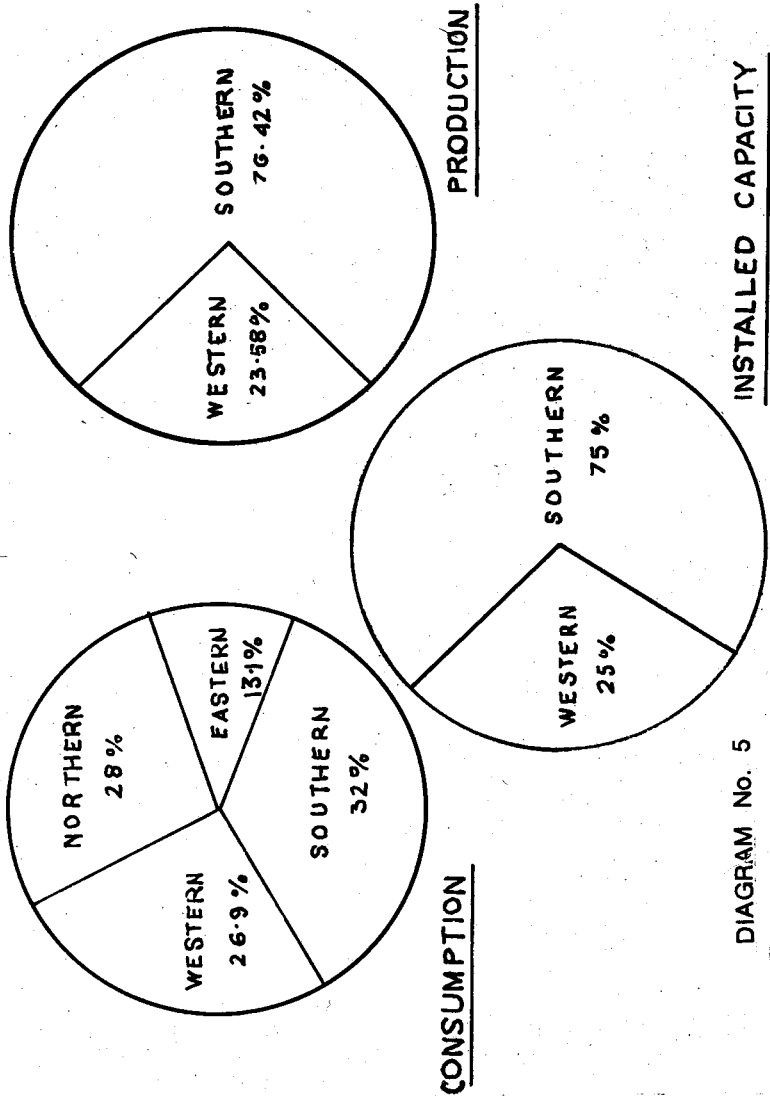 NORTHERN
28%
WESTERN
26·9%
EASTERN
13·1%
SOUTHERN
32%
CONSUMPTION
WESTERN
23·58%
SOUTHERN
76·42%
PRODUCTION
WESTERN
25%
SOUTHERN
75%
DIAGRAM No. 5
INSTALLED CAPACITY